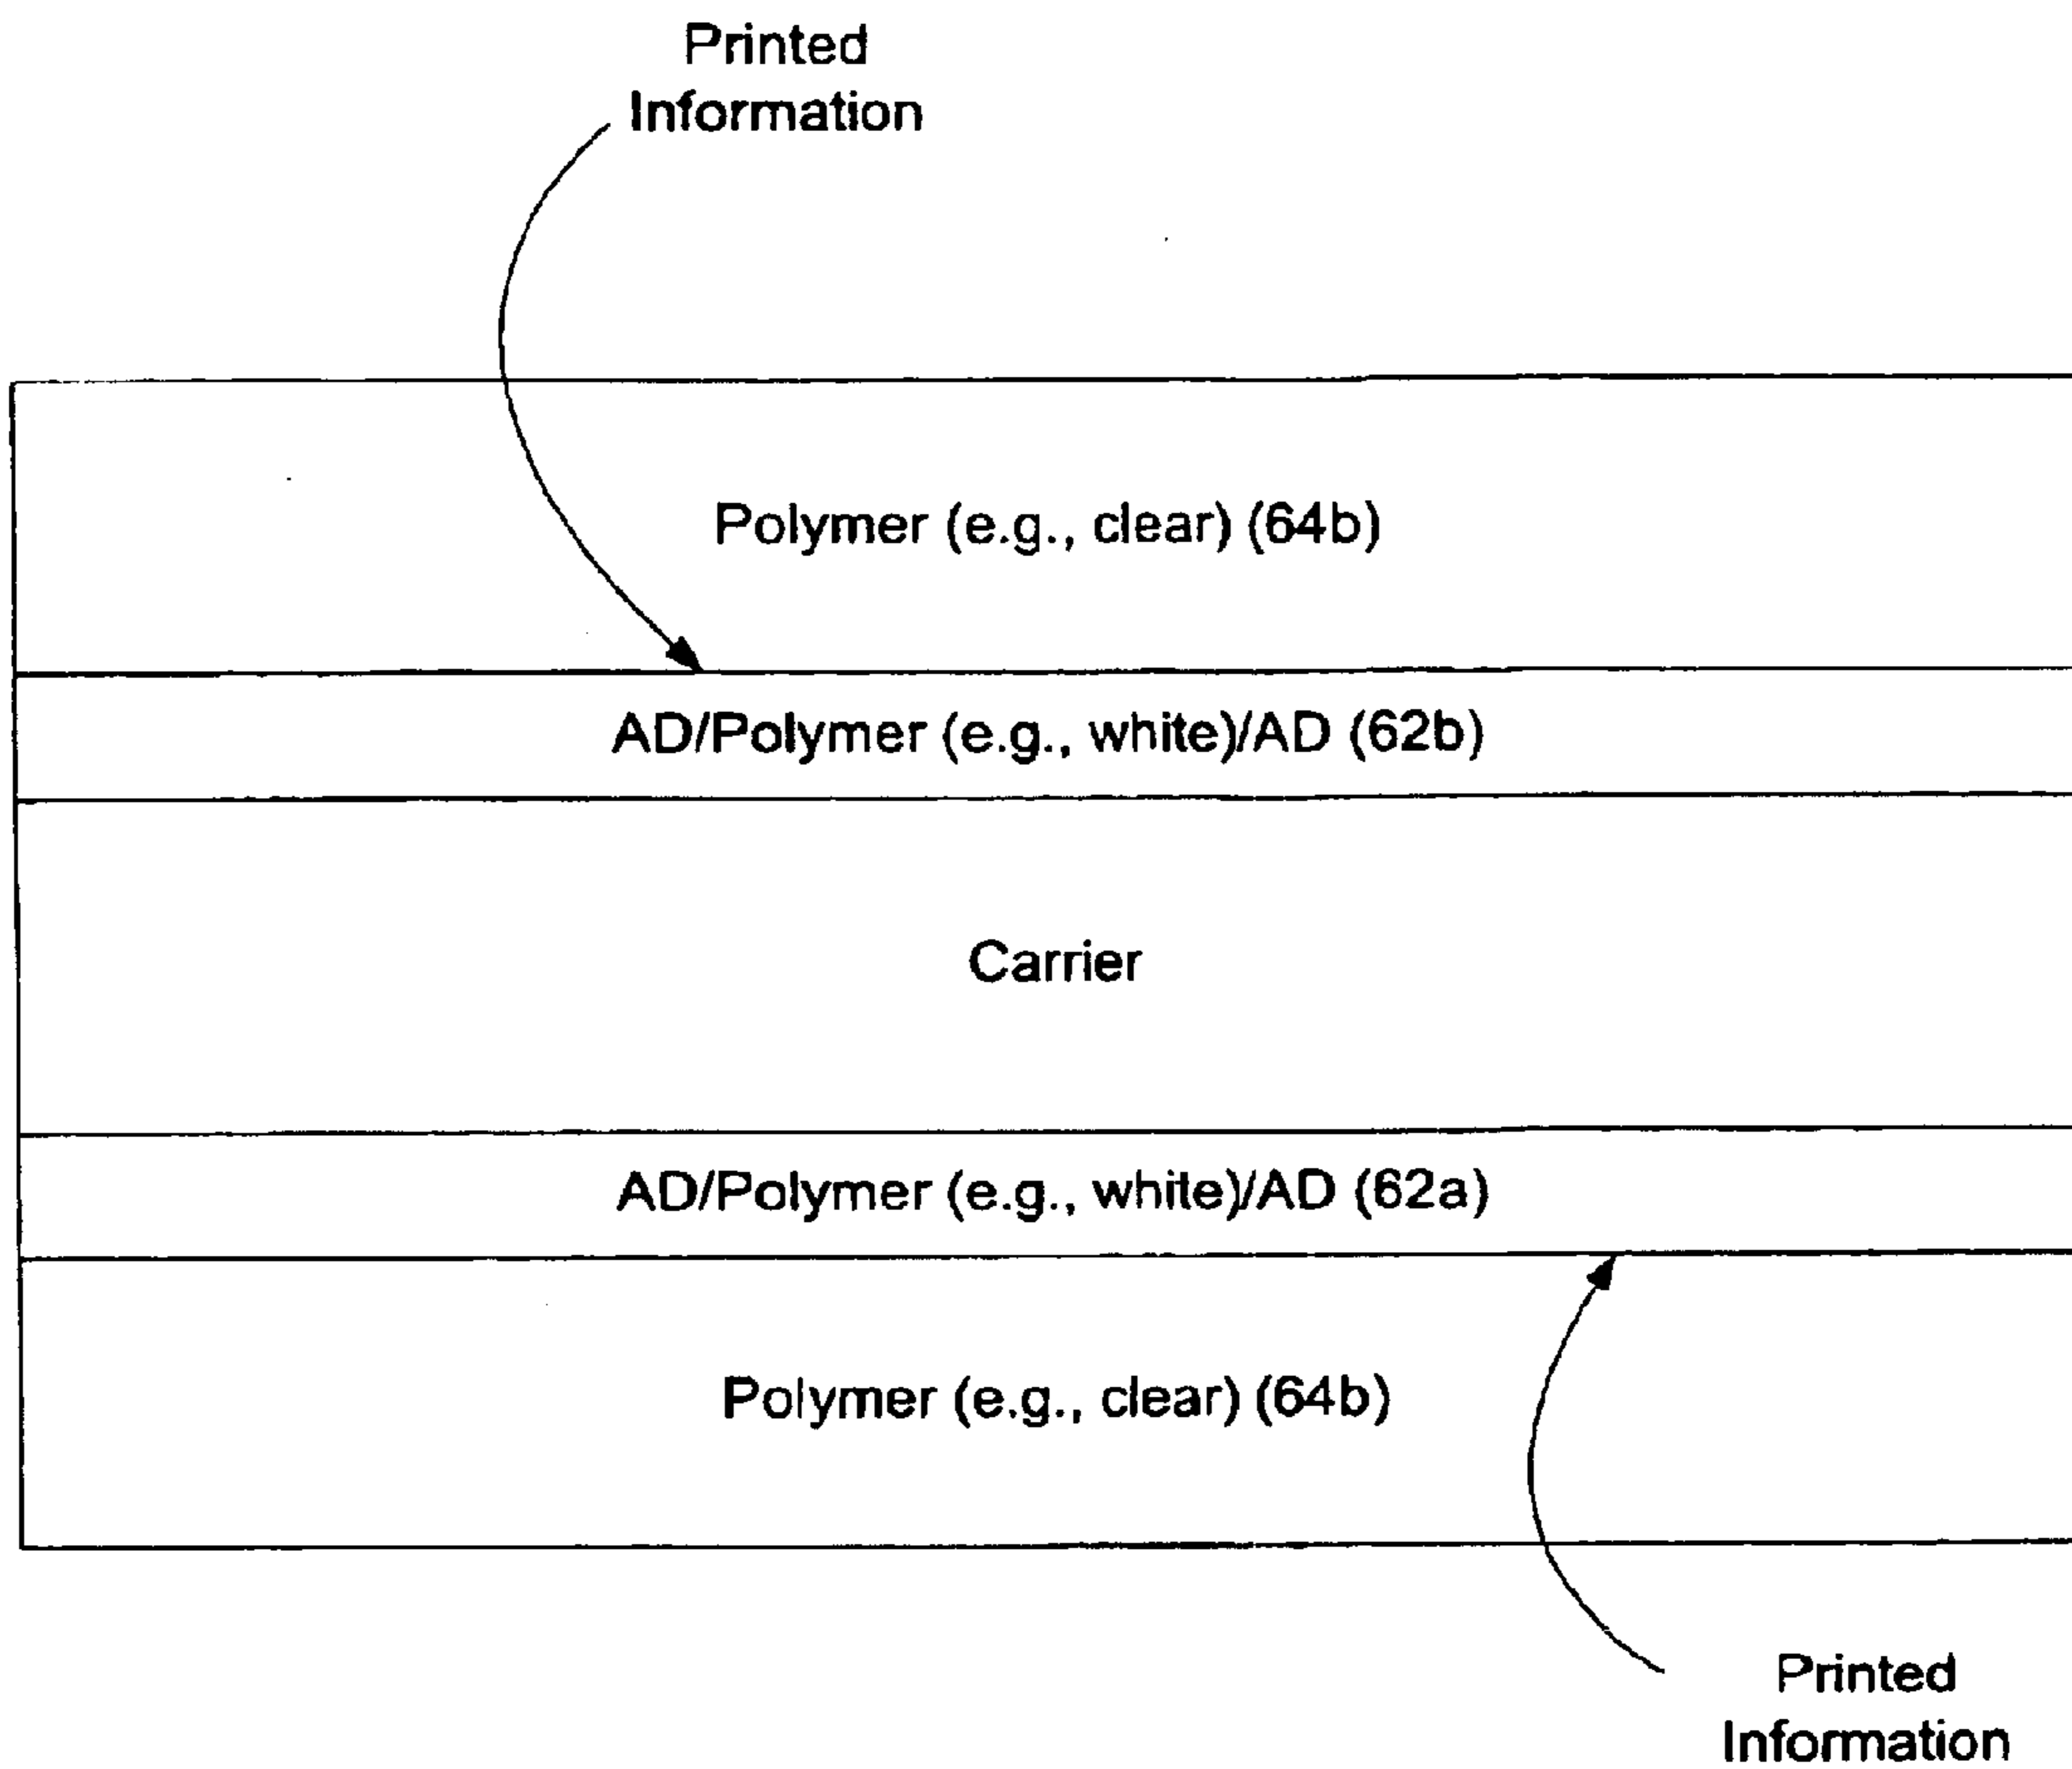 Printed
Information
Polymer (e.g., clear) (64b)
AD/Polymer (e.g., white)/AD (62b)
Carrier
AD/Polymer (e.g., white)/AD (62a)
Polymer (e.g., clear) (64b)
Printed
Information